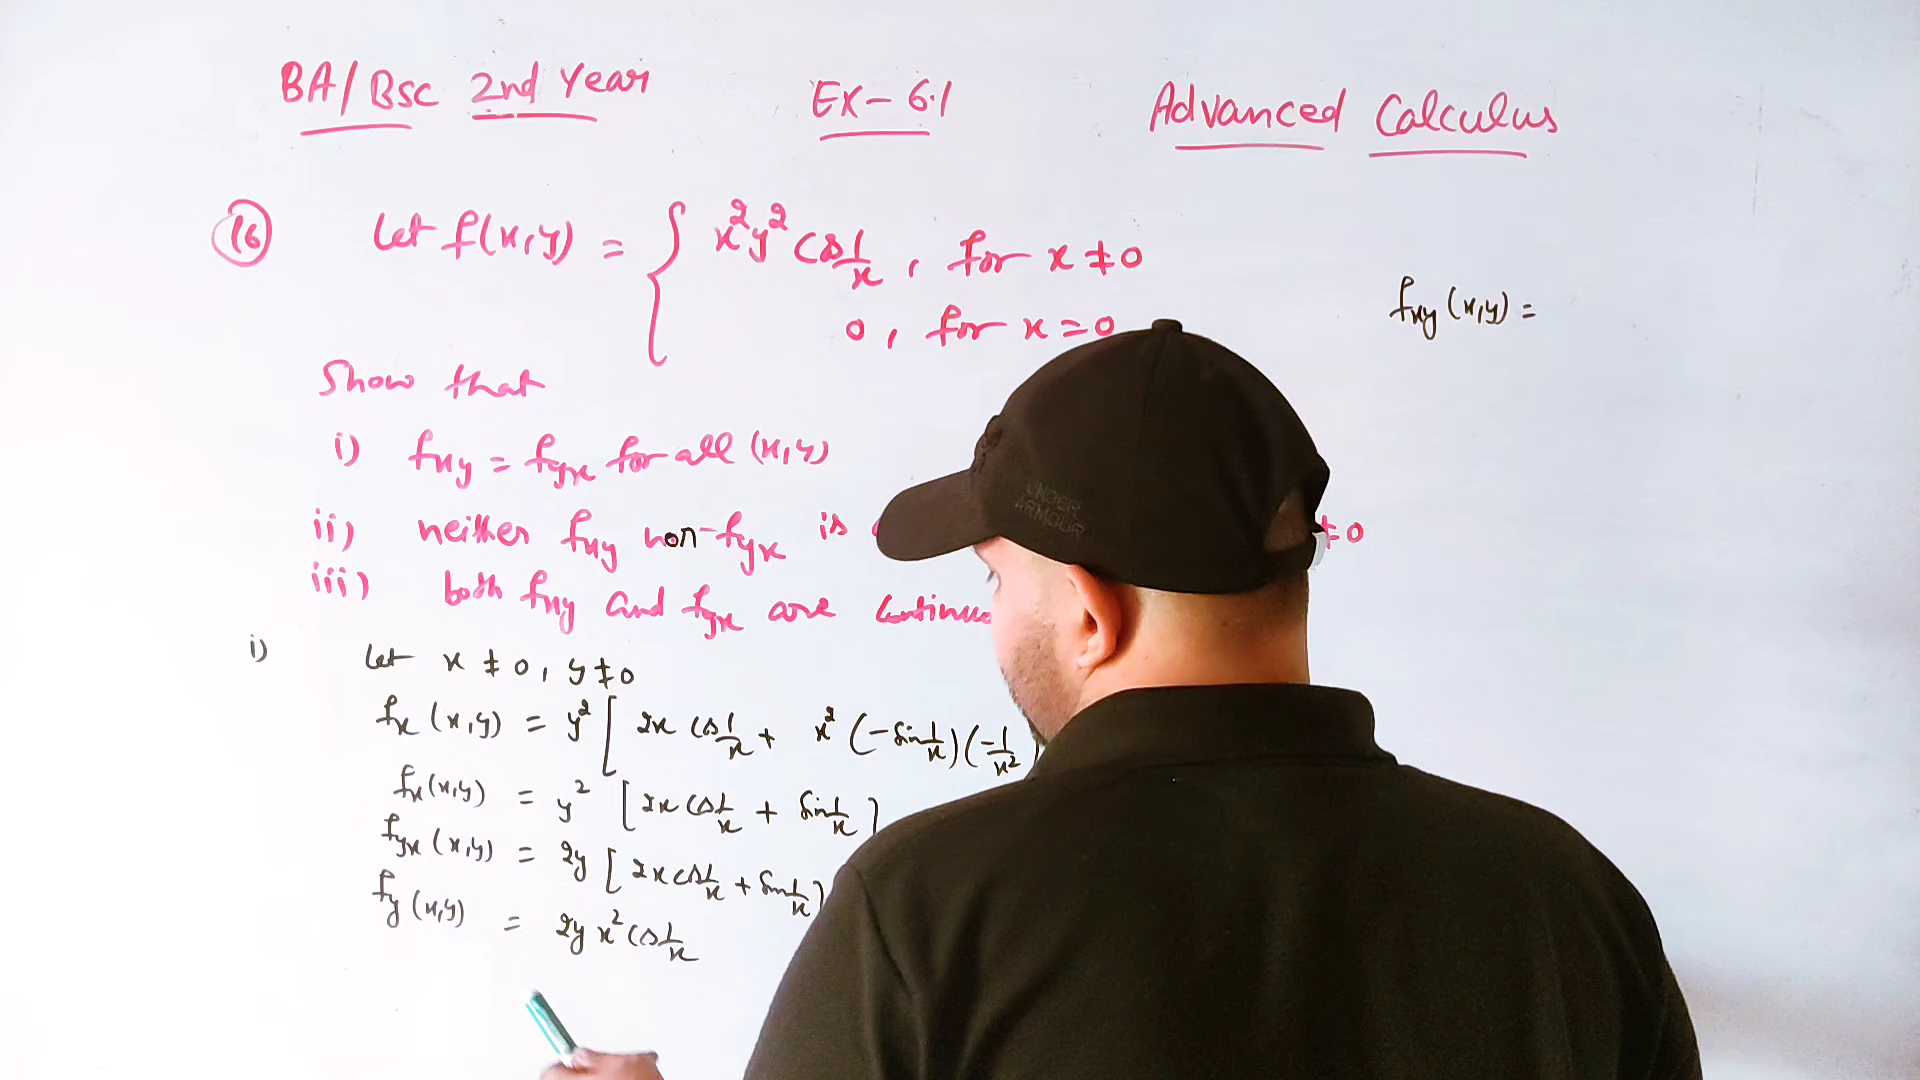 BA/BSC 2nd Year EX-6.1 Advanced Calculus
(16) Let f(x,y) = { x²y² cos 1/x , for x ≠ 0
0 , for x = 0
fxy (x,y) =
Show that
i) fxy = fyx for all (x,y)
ii) neither fxy nor fyx is ≠ 0
iii) both fxy and fyx are
i) Let x ≠ 0, y ≠ 0
fx (x,y) = y² [ 2x cos 1/x + x² (-sin 1/x) (-1/x²)
fx (x,y) = y² [2x cos 1/x + sin 1/x]
fyx (x,y) = 2y [2x cos 1/x + sin 1/x]
fy (x,y) = 2y x² cos 1/x
UNDER
ARMOUR